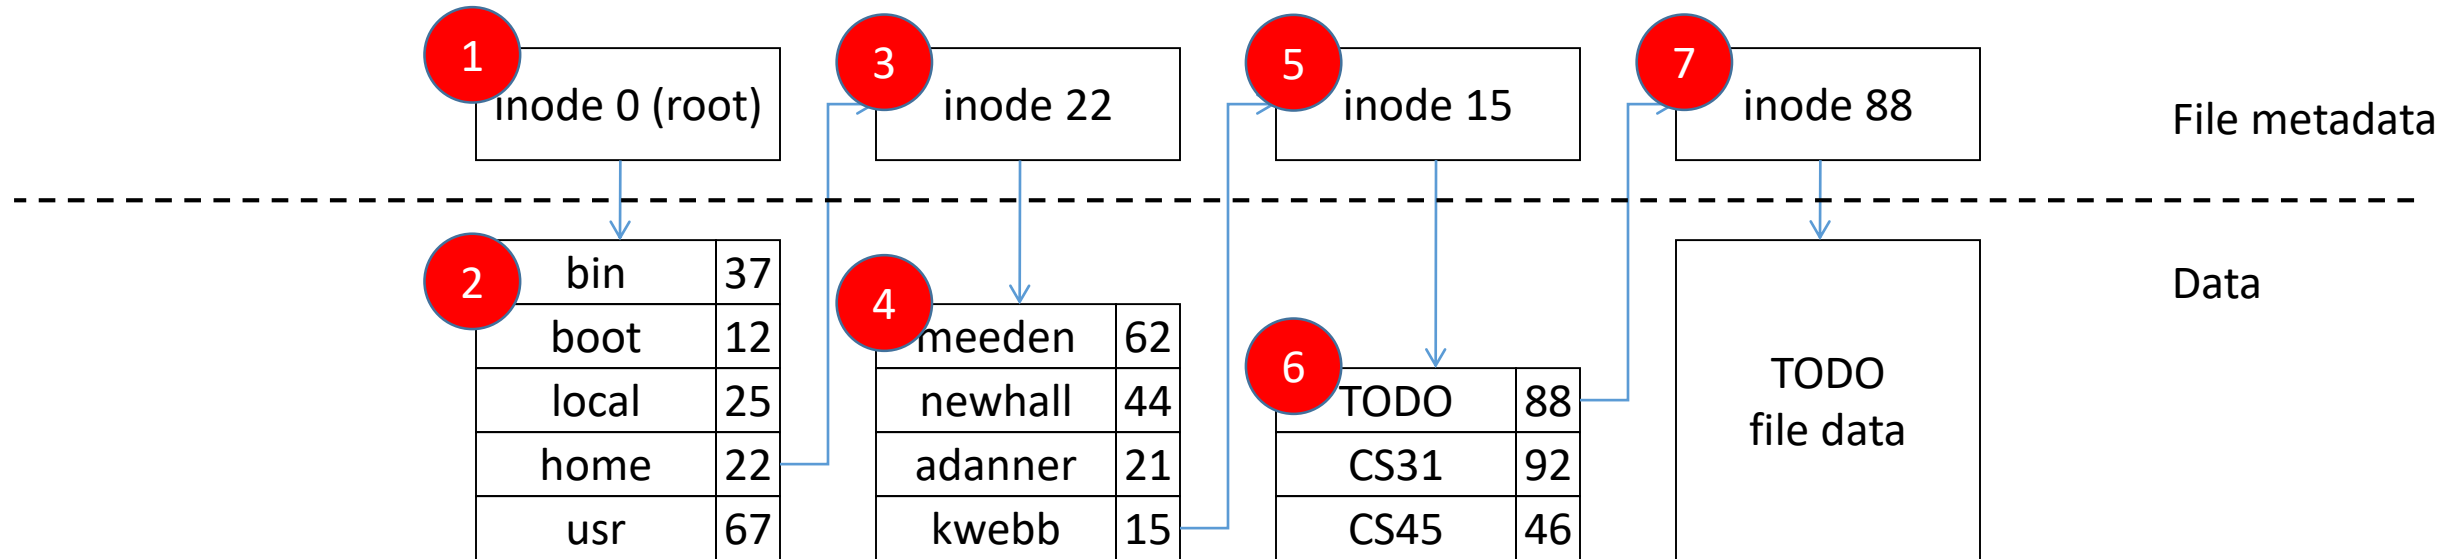 1
inode 0 (root)
3
inode 22
5
inode 15
7
inode 88
File metadata
2
bin 37
boot 12
local 25
home 22
usr 67
4
meeden 62
newhall 44
adanner 21
kwebb 15
6
TODO 88
CS31 92
CS45 46
TODO
file data
Data